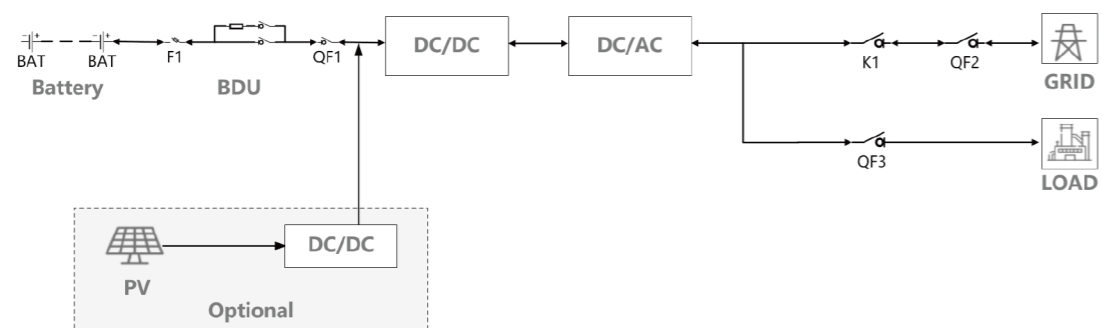 DC/DC
DC/AC
BAT
BAT
F1
QF1
K1
QF2
Battery
BDU
GRID
QF3
LOAD
DC/DC
PV
Optional